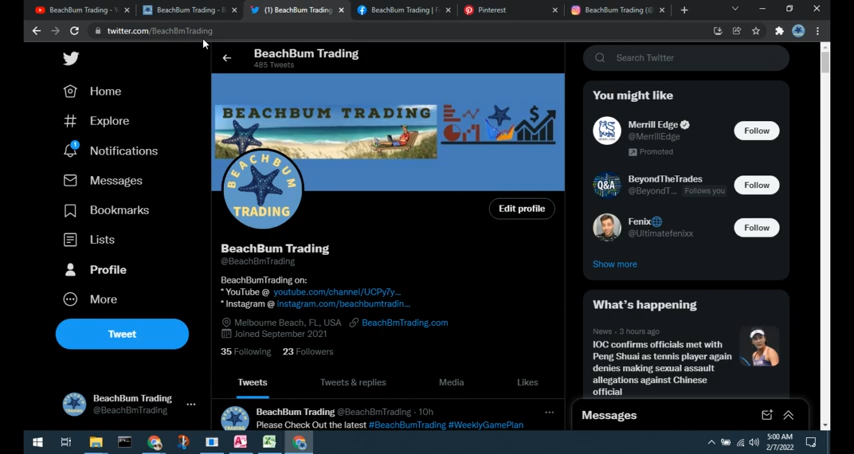 BeachBum Trading - Y
BeachBum Trading - B
(1) BeachBum Trading
BeachBum Trading | F
Pinterest
BeachBum Trading (@
twitter.com/BeachBmTrading
BeachBum Trading
485 Tweets
Search Twitter
Home
Explore
1
Notifications
Messages
Bookmarks
Lists
Profile
More
Tweet
BeachBum Trading
@BeachBmTrading
BEACHBUM TRADING
BEACHBUM
TRADING
Edit profile
BeachBum Trading
@BeachBmTrading
BeachBumTrading on:
* YouTube @ youtube.com/channel/UCPy7y...
* Instagram @ instagram.com/beachbumtradin...
Melbourne Beach, FL, USA BeachBmTrading.com
Joined September 2021
35 Following 23 Followers
Tweets Tweets & replies Media Likes
BeachBum Trading @BeachBmTrading · 10h
Please Check Out the latest #BeachBumTrading #WeeklyGamePlan
You might like
Merrill Edge
@MerrillEdge
Promoted
Follow
Q&A
BeyondTheTrades
@BeyondT... Follows you
Follow
Fenix
@Ultimatefenixx
Follow
Show more
What's happening
News · 3 hours ago
IOC confirms officials met with
Peng Shuai as tennis player again
denies making sexual assault
allegations against Chinese
official
Messages
5:00 AM
2/7/2022